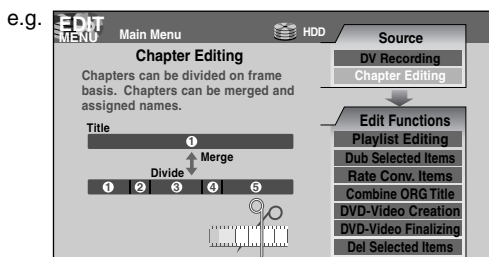 e.g.
EDIT
MENU
Main Menu
HDD
Chapter Editing
Chapters can be divided on frame
basis. Chapters can be merged and
assigned names.
Title
1
Merge
Divide
1 2 3 4 5
Source
DV Recording
Chapter Editing
Edit Functions
Playlist Editing
Dub Selected Items
Rate Conv. Items
Combine ORG Title
DVD-Video Creation
DVD-Video Finalizing
Del Selected Items